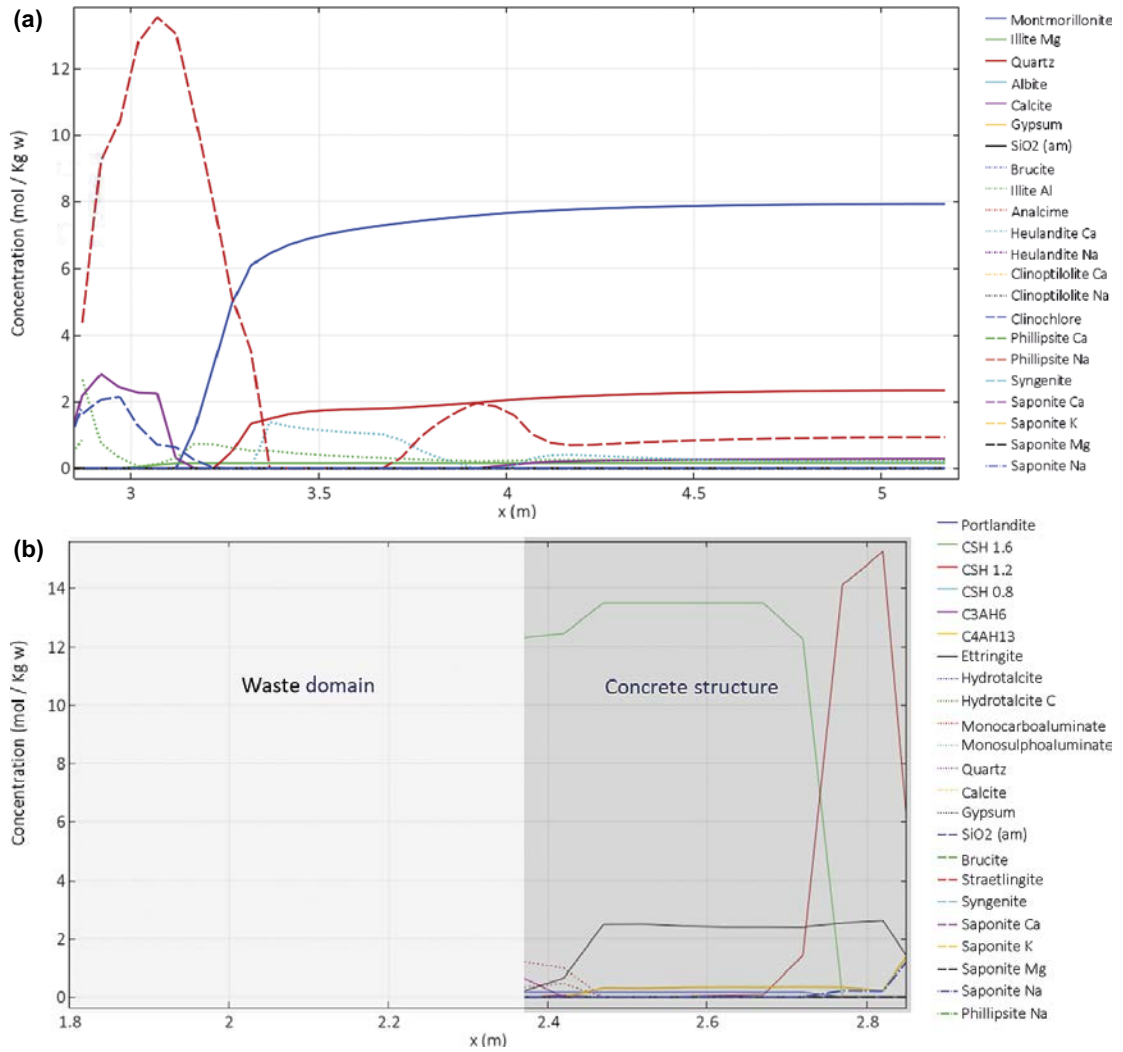 (a)
Concentration (mol / Kg w)
12
10
8
6
4
2
0
3
3.5
4
4.5
5
x (m)
Montmorillonite
Illite Mg
Quartz
Albite
Calcite
Gypsum
SiO2 (am)
Brucite
Illite Al
Analcime
Heulandite Ca
Heulandite Na
Clinoptilolite Ca
Clinoptilolite Na
Clinochlore
Phillipsite Ca
Phillipsite Na
Syngenite
Saponite Ca
Saponite K
Saponite Mg
Saponite Na
(b)
Concentration (mol / Kg w)
14
12
10
8
6
4
2
0
Waste domain
Concrete structure
1.8
2
2.2
2.4
2.6
2.8
x (m)
Portlandite
CSH 1.6
CSH 1.2
CSH 0.8
C3AH6
C4AH13
Ettringite
Hydrotalcite
Hydrotalcite C
Monocarboaluminate
Monosulphoaluminate
Quartz
Calcite
Gypsum
SiO2 (am)
Brucite
Straetlingite
Syngenite
Saponite Ca
Saponite K
Saponite Mg
Saponite Na
Phillipsite Na